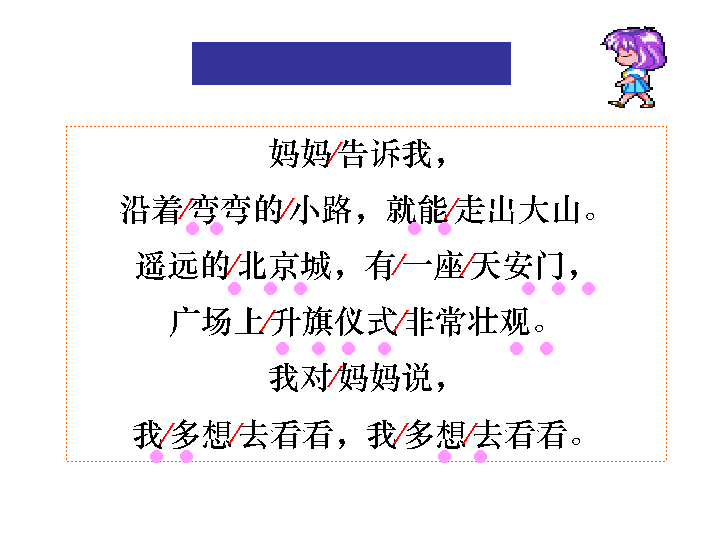 妈妈/告诉我，
沿着/弯弯的/小路，就能/走出大山。
遥远的/北京城，有/一座/天安门，
广场上/升旗仪式/非常壮观。
我对/妈妈说，
我/多想/去看看，我/多想/去看看。